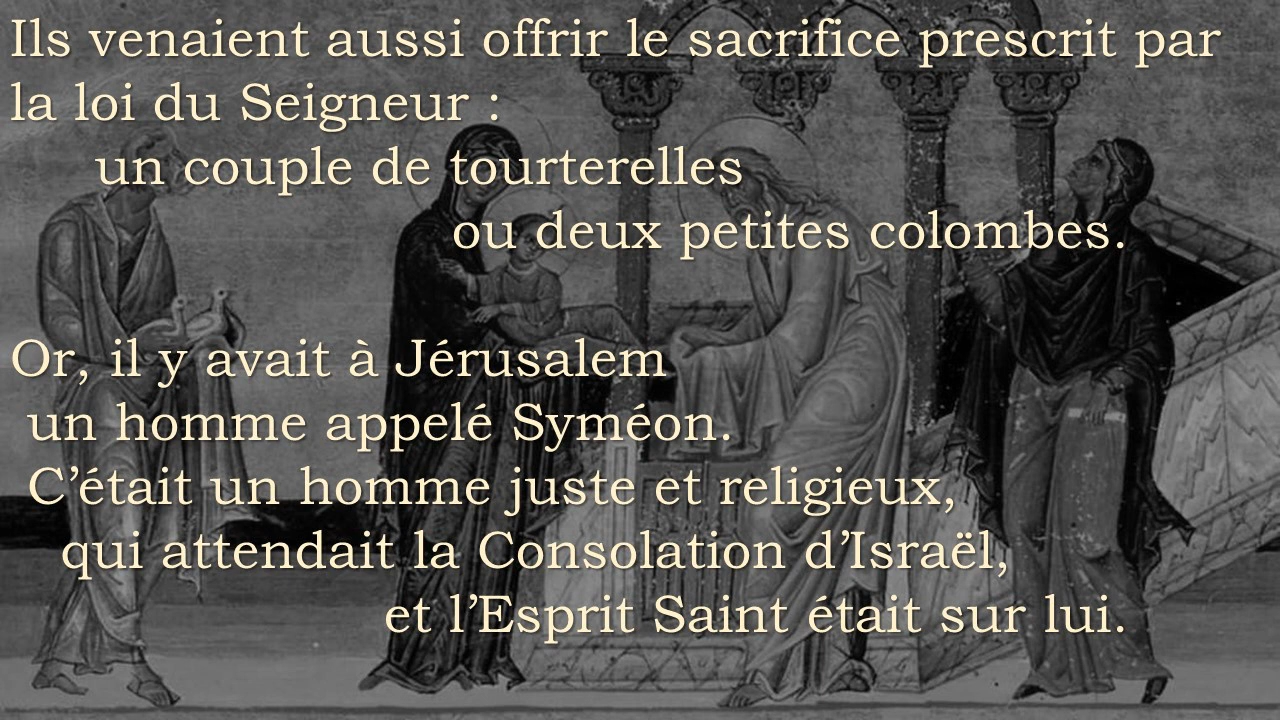 Ils venaient aussi offrir le sacrifice prescrit par
la loi du Seigneur :
un couple de tourterelles
ou deux petites colombes.
Or, il y avait à Jérusalem
un homme appelé Syméon.
C’était un homme juste et religieux,
qui attendait la Consolation d’Israël,
et l’Esprit Saint était sur lui.